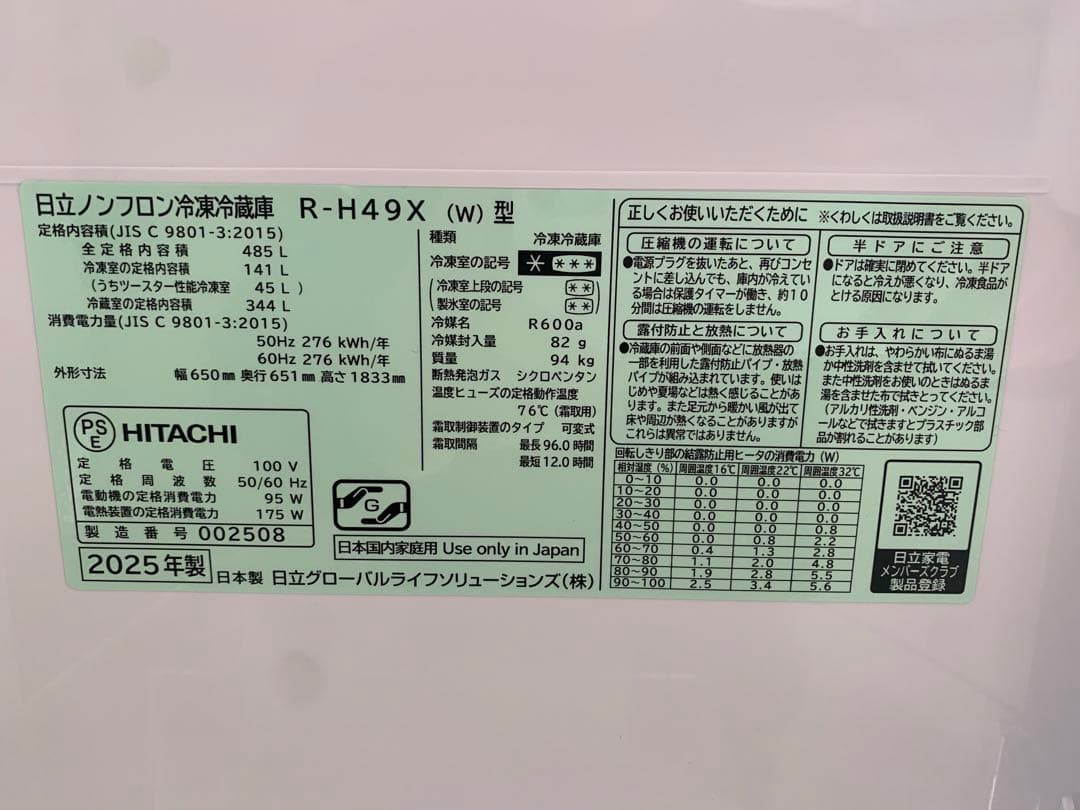 日立ノンフロン冷凍冷蔵庫 R-H49X (W) 型
定格内容積(JIS C 9801-3:2015)
全定格内容積 485 L
冷凍室の定格内容積 141 L
(うちツースター性能冷凍室 45 L )
冷蔵室の定格内容積 344 L
消費電力量(JIS C 9801-3:2015)
50Hz 276 kWh/年
60Hz 276 kWh/年
外形寸法 幅650㎜ 奥行651㎜ 高さ1833㎜
PS
E
HITACHI
定格電圧 100 V
定格周波数 50/60 Hz
電動機の定格消費電力 95 W
電熱装置の定格消費電力 175 W
製造番号 002508
2025年製
日本製 日立グローバルライフソリューションズ(株)
種類 冷凍冷蔵庫
冷凍室の記号 * ***
(冷凍室上段の記号 **)
(製氷室の記号 **)
冷媒名 R600a
冷媒封入量 82 g
質量 94 kg
断熱発泡ガス シクロペンタン
温度ヒューズの定格動作温度
76℃(霜取用)
霜取制御装置のタイプ 可変式
霜取間隔 最長96.0時間
最短12.0時間
G
日本国内家庭用 Use only in Japan
正しくお使いいただくために ※くわしくは取扱説明書をご覧ください。
圧縮機の運転について
●電源プラグを抜いたあと、再びコンセ
ントに差し込んでも、庫内が冷えてい
る場合は保護タイマーが働き、約10
分間は圧縮機の運転をしません。
露付防止と放熱について
●冷蔵庫の前面や側面などに放熱器の
一部を利用した露付防止パイプ・放熱
パイプが組み込まれています。使いは
じめや夏場などは熱く感じることがあ
ります。また足元から暖かい風が出て
床や周辺が熱くなることがありますが
これらは異常ではありません。
半ドアにご注意
●ドアは確実に閉めてください。半ドア
になると冷えが悪くなり、冷凍食品が
とける原因になります。
お手入れについて
●お手入れは、やわらかい布にぬるま湯
か中性洗剤を含ませて拭いてください。
また中性洗剤をお使いのときはぬるま
湯を含ませた布で拭きとってください。
(アルカリ性洗剤・ベンジン・アルコ
ールなどで拭きますとプラスチック部
品が割れることがあります)
回転しきり部の結露防止用ヒータの消費電力(W)
相対湿度(%) 周囲温度16℃ 周囲温度22℃ 周囲温度32℃
0~10 0.0 0.0 0.0
10~20 0.0 0.0 0.0
20~30 0.0 0.0 0.0
30~40 0.0 0.0 0.0
40~50 0.0 0.0 0.8
50~60 0.0 0.8 2.2
60~70 0.4 1.3 2.8
70~80 1.1 2.0 4.8
80~90 1.9 2.8 5.5
90~100 2.5 3.4 5.6
日立家電
メンバーズクラブ
製品登録